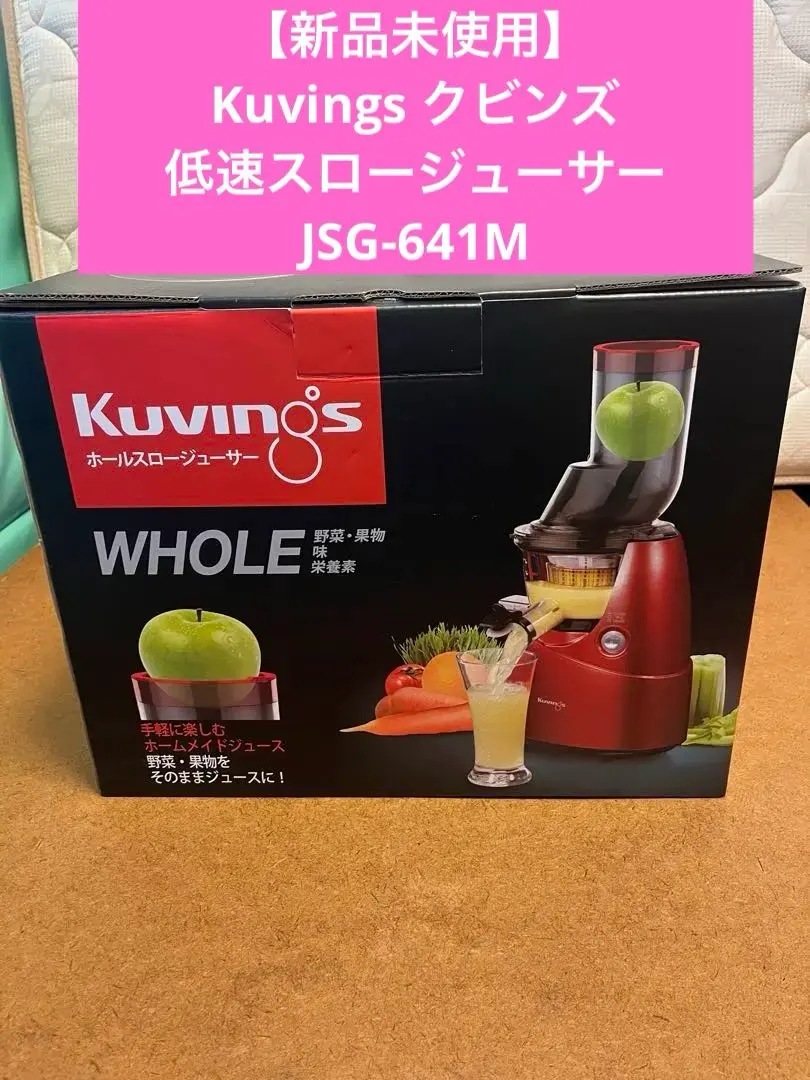 【新品未使用】
Kuvings クビンズ
低速スロージューサー
JSG-641M
Kuvings
ホールスロージューサー
WHOLE
野菜・果物
味
栄養素
手軽に楽しむ
ホームメイドジュース
野菜・果物を
そのままジュースに！
Kuvings